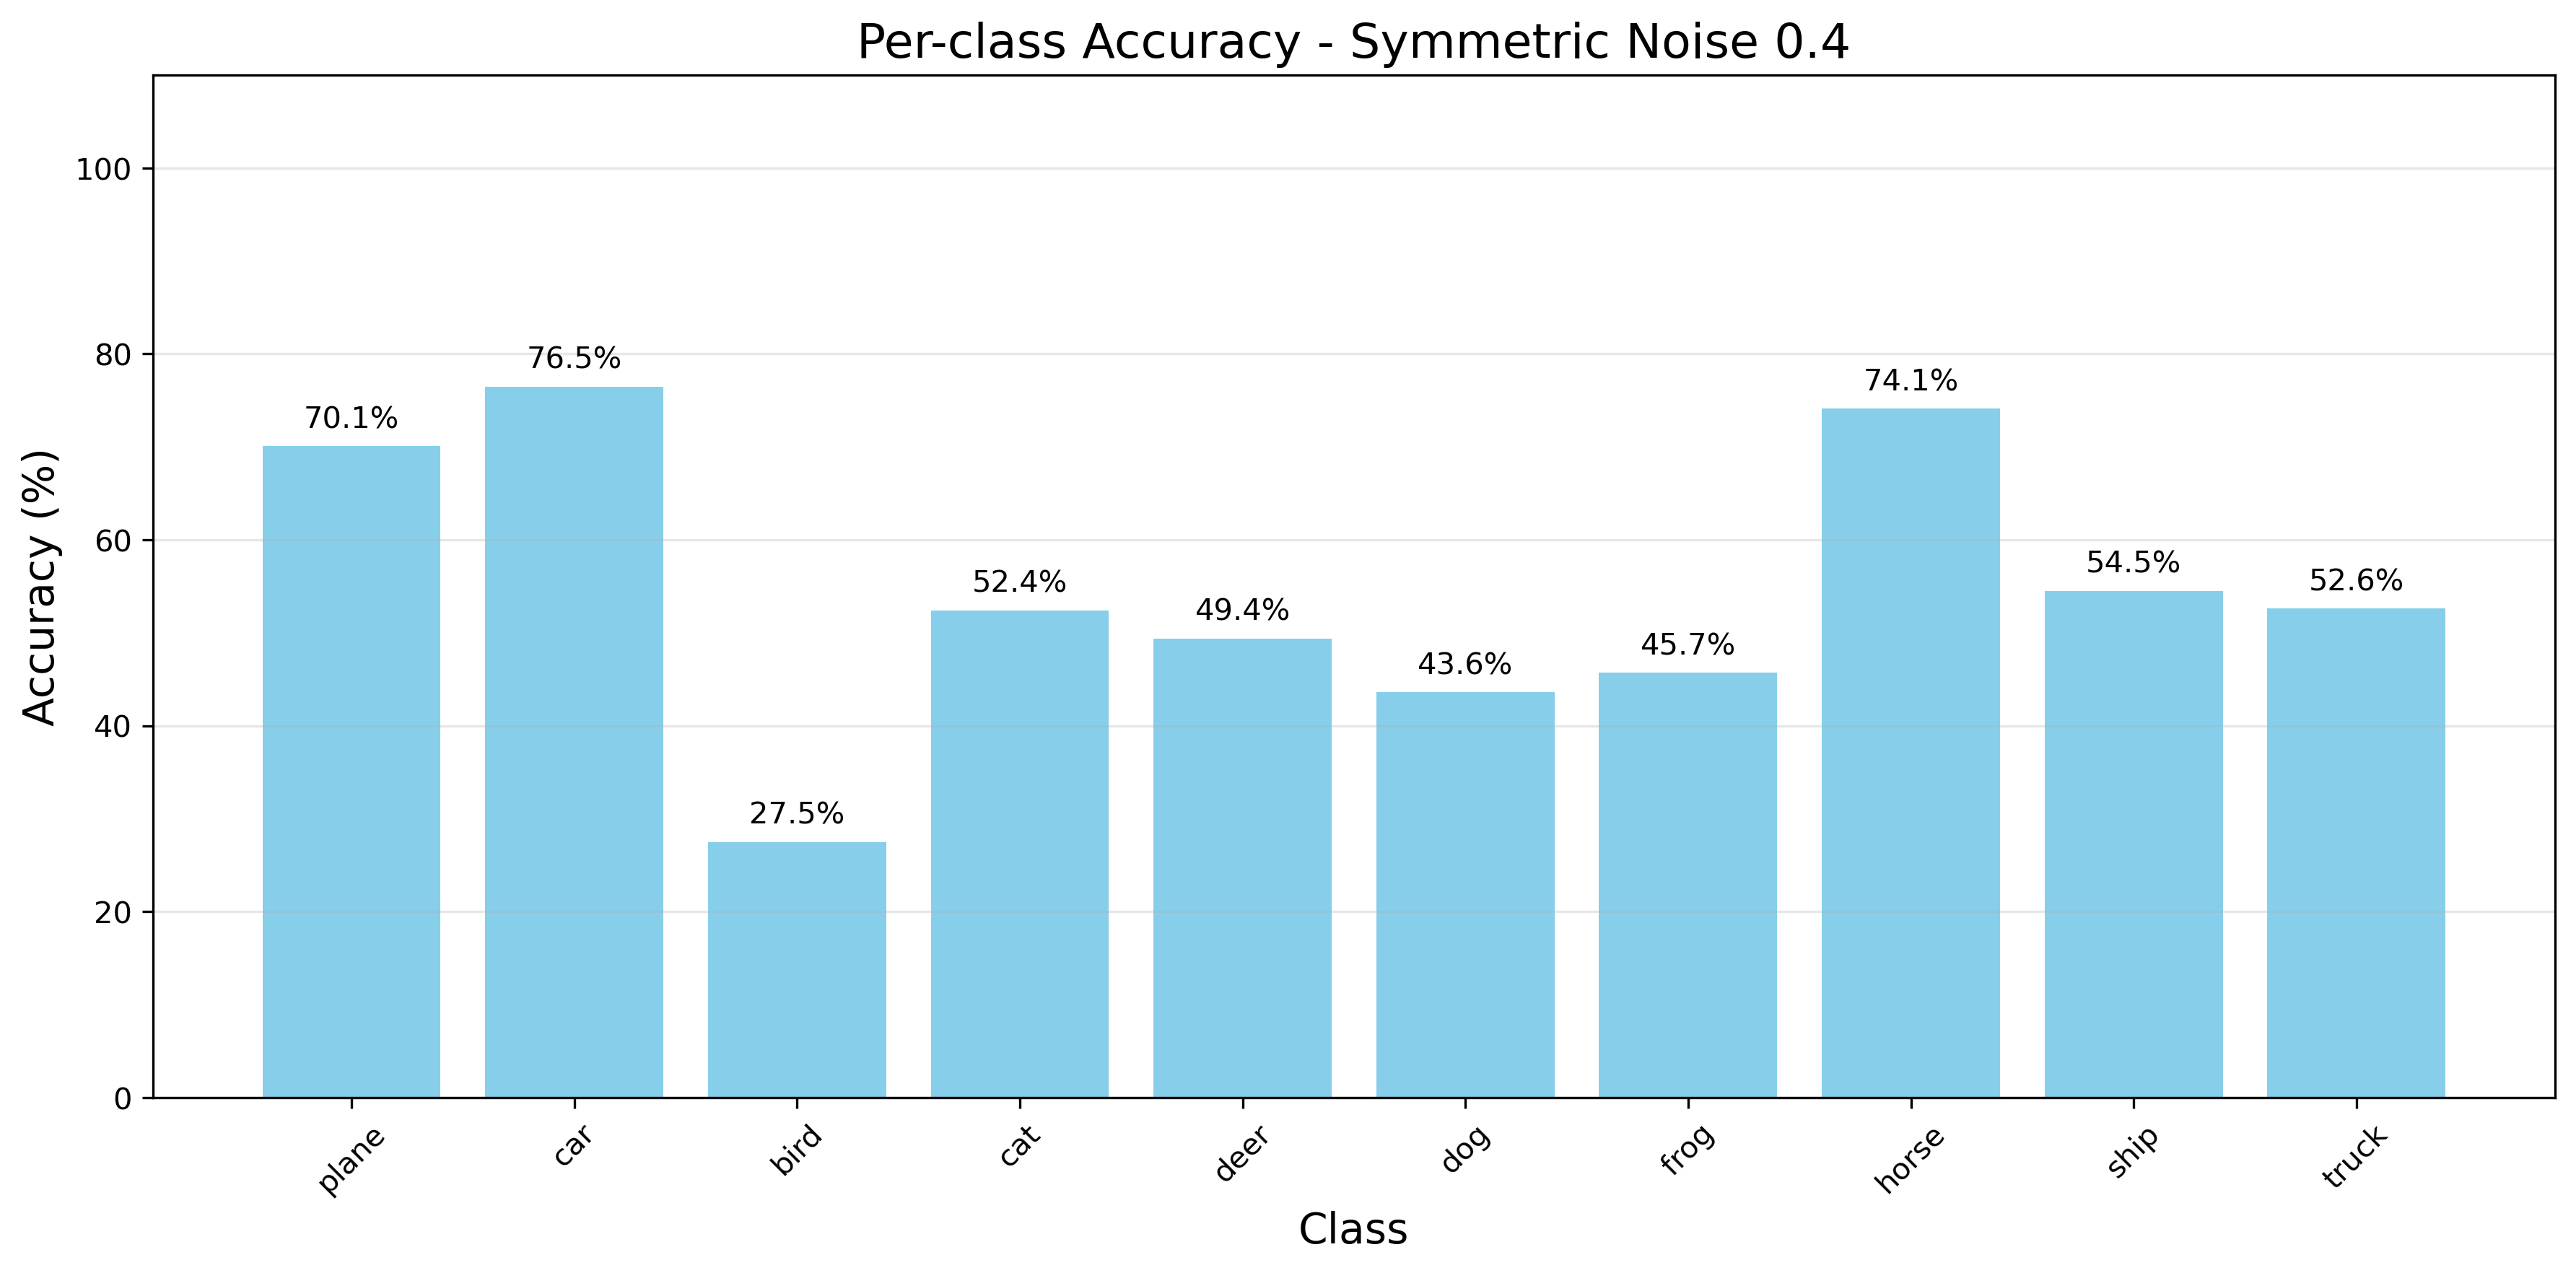 Per-class Accuracy - Symmetric Noise 0.4
Accuracy (%)
100
80
60
40
20
0
70.1%
76.5%
27.5%
52.4%
49.4%
43.6%
45.7%
74.1%
54.5%
52.6%
plane
car
bird
cat
deer
dog
frog
horse
ship
truck
Class